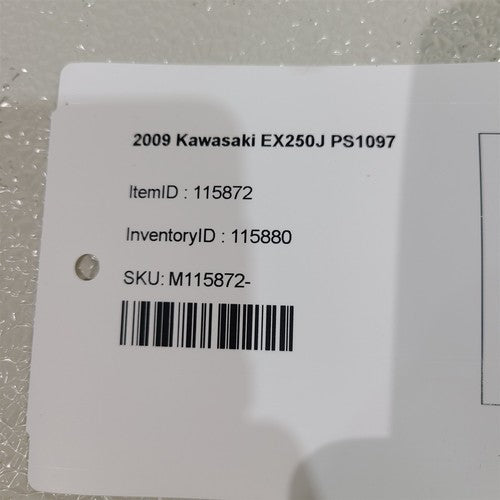 2009 Kawasaki EX250J PS1097
ItemID : 115872
InventoryID : 115880
SKU: M115872-